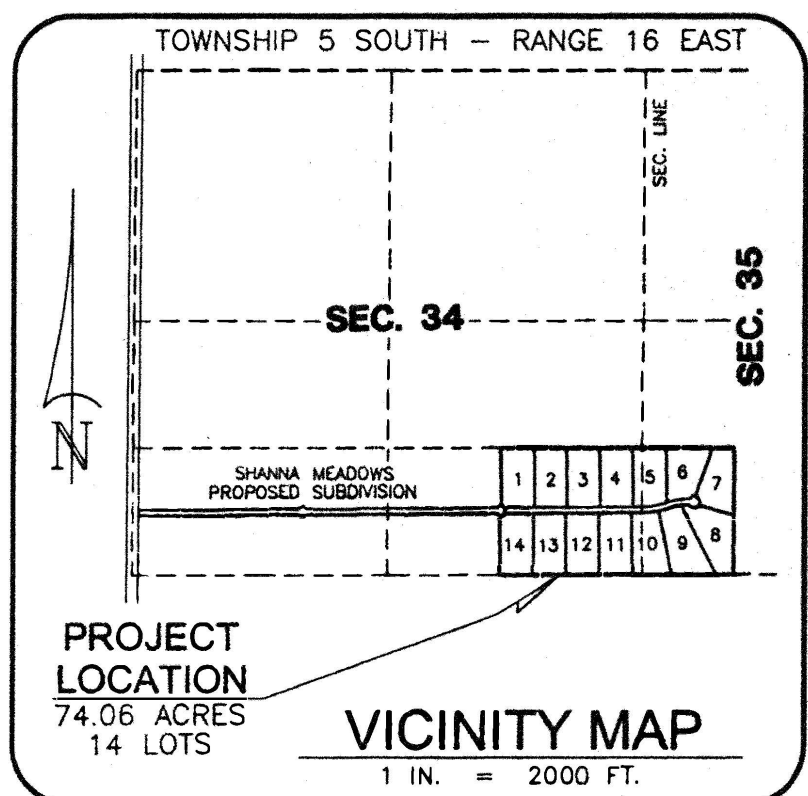 TOWNSHIP 5 SOUTH – RANGE 16 EAST
SEC. LINE
SEC. 34
SEC. 35
N
SHANNA MEADOWS
PROPOSED SUBDIVISION
1 2 3 4 5 6 7
14 13 12 11 10 9 8
PROJECT
LOCATION
74.06 ACRES
14 LOTS
VICINITY MAP
1 IN. = 2000 FT.